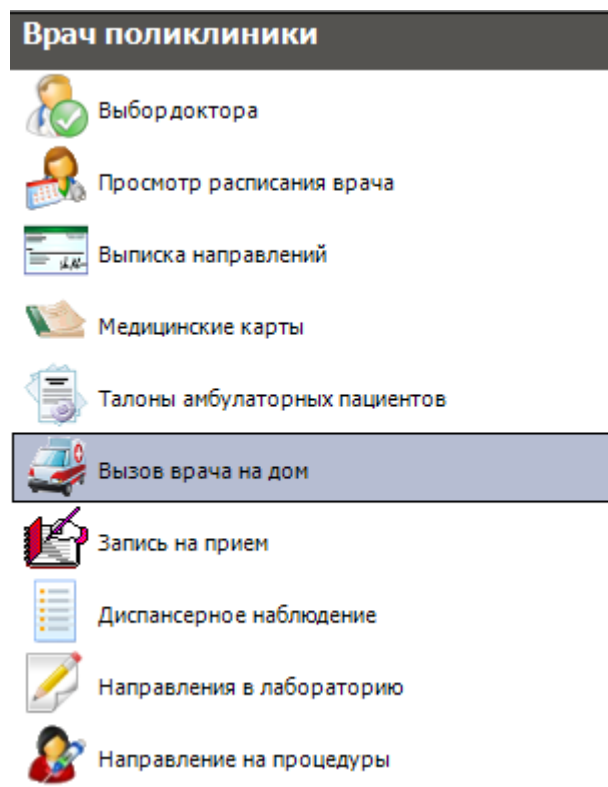 Врач поликлиники
Выбор доктора
Просмотр расписания врача
Выписка направлений
Медицинские карты
Талоны амбулаторных пациентов
Вызов врача на дом
Запись на прием
Диспансерное наблюдение
Направления в лабораторию
Направление на процедуры